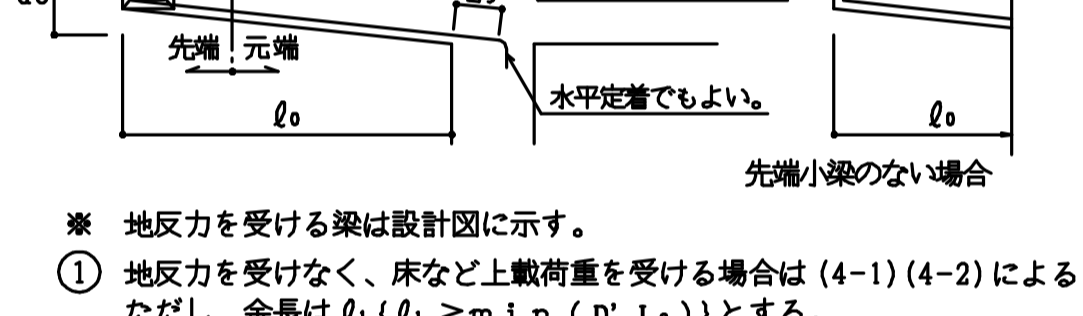 先端 元端
水平定着でもよい。
ℓ₀
ℓ₀
先端小梁のない場合
※ 地反力を受ける梁は設計図に示す。
① 地反力を受けなく、床など上載荷重を受ける場合は(4-1)(4-2)による